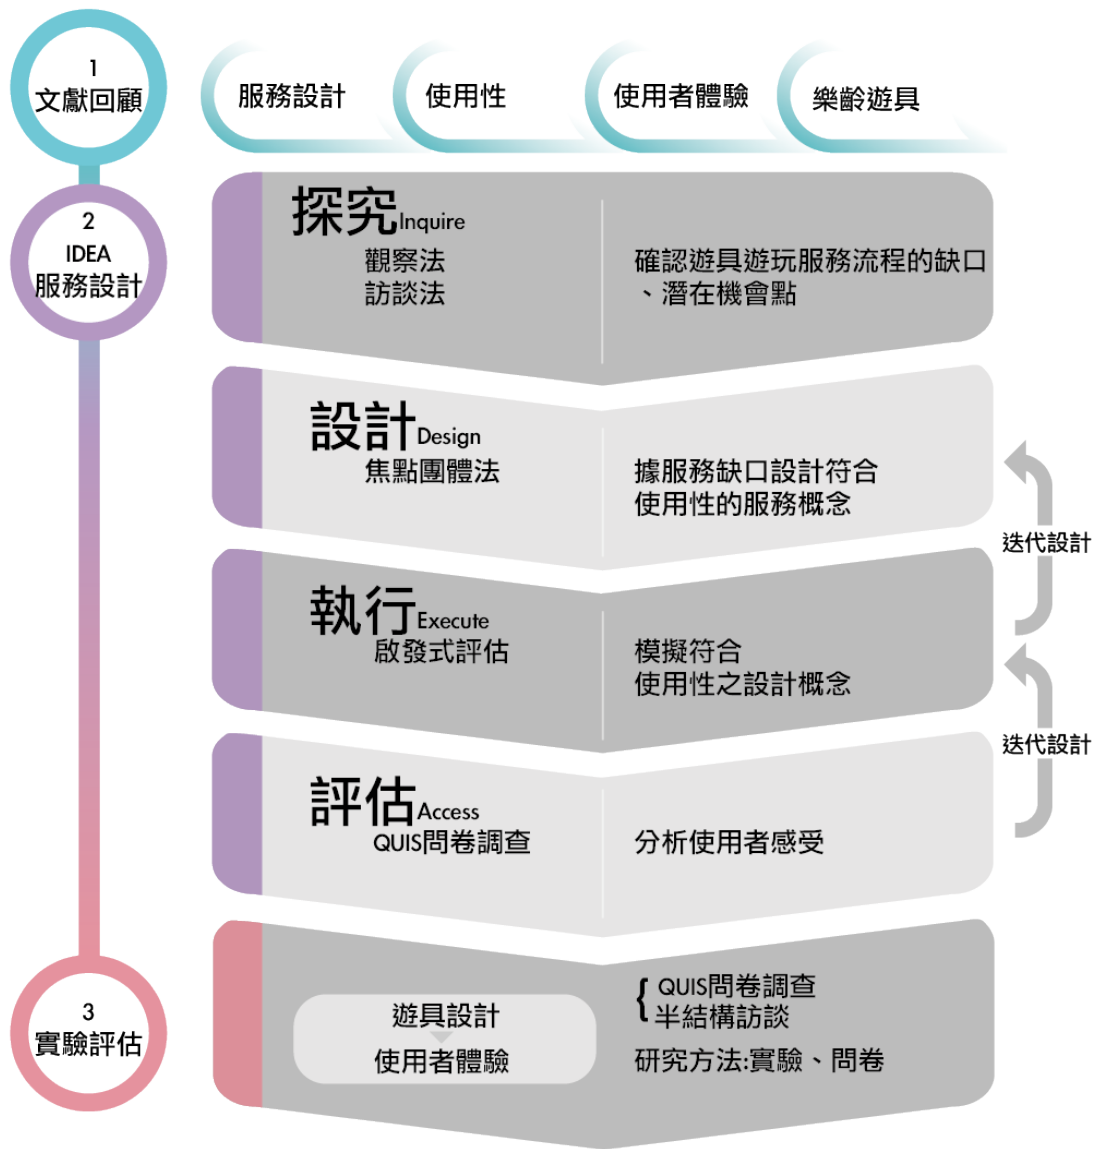 1
文獻回顧
服務設計
使用性
使用者體驗
樂齡遊具
2
IDEA
服務設計
探究Inquire
觀察法
訪談法
確認遊具遊玩服務流程的缺口
、潛在機會點
設計Design
焦點團體法
據服務缺口設計符合
使用性的服務概念
迭代設計
執行Execute
啟發式評估
模擬符合
使用性之設計概念
迭代設計
評估Access
QUIS問卷調查
分析使用者感受
3
實驗評估
遊具設計
使用者體驗
{ QUIS問卷調查
半結構訪談
研究方法:實驗、問卷